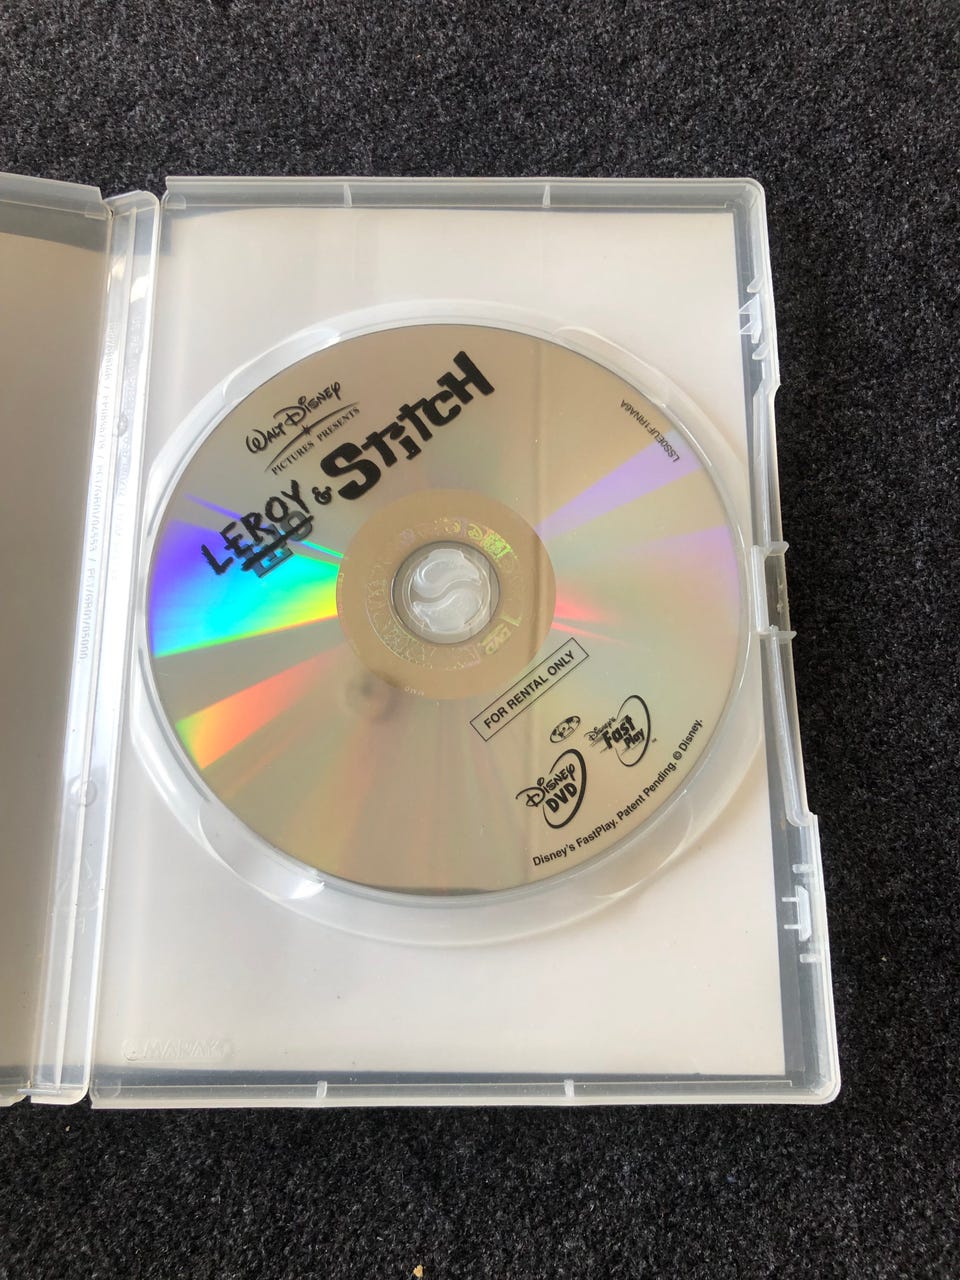 WALT DISNEY
PICTURES PRESENTS
LEROY & STITCH
FOR RENTAL ONLY
DISNEY DVD
Disney's Fast Play
Disney's FastPlay. Patent Pending. © Disney.
AMARAY